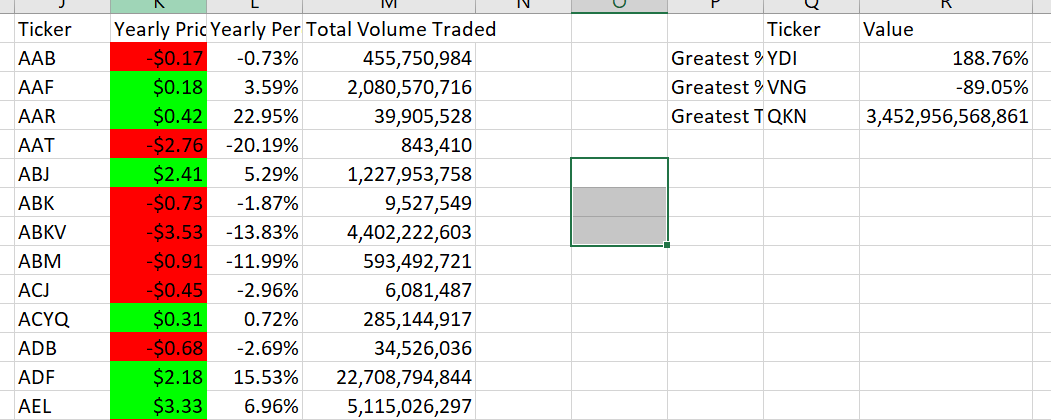 J K L M N O P Q R
Ticker Yearly Pric Yearly Per Total Volume Traded Ticker Value
AAB -$0.17 -0.73% 455,750,984 Greatest % YDI 188.76%
AAF $0.18 3.59% 2,080,570,716 Greatest % VNG -89.05%
AAR $0.42 22.95% 39,905,528 Greatest T QKN 3,452,956,568,861
AAT -$2.76 -20.19% 843,410
ABJ $2.41 5.29% 1,227,953,758
ABK -$0.73 -1.87% 9,527,549
ABKV -$3.53 -13.83% 4,402,222,603
ABM -$0.91 -11.99% 593,492,721
ACJ -$0.45 -2.96% 6,081,487
ACYQ $0.31 0.72% 285,144,917
ADB -$0.68 -2.69% 34,526,036
ADF $2.18 15.53% 22,708,794,844
AEL $3.33 6.96% 5,115,026,297